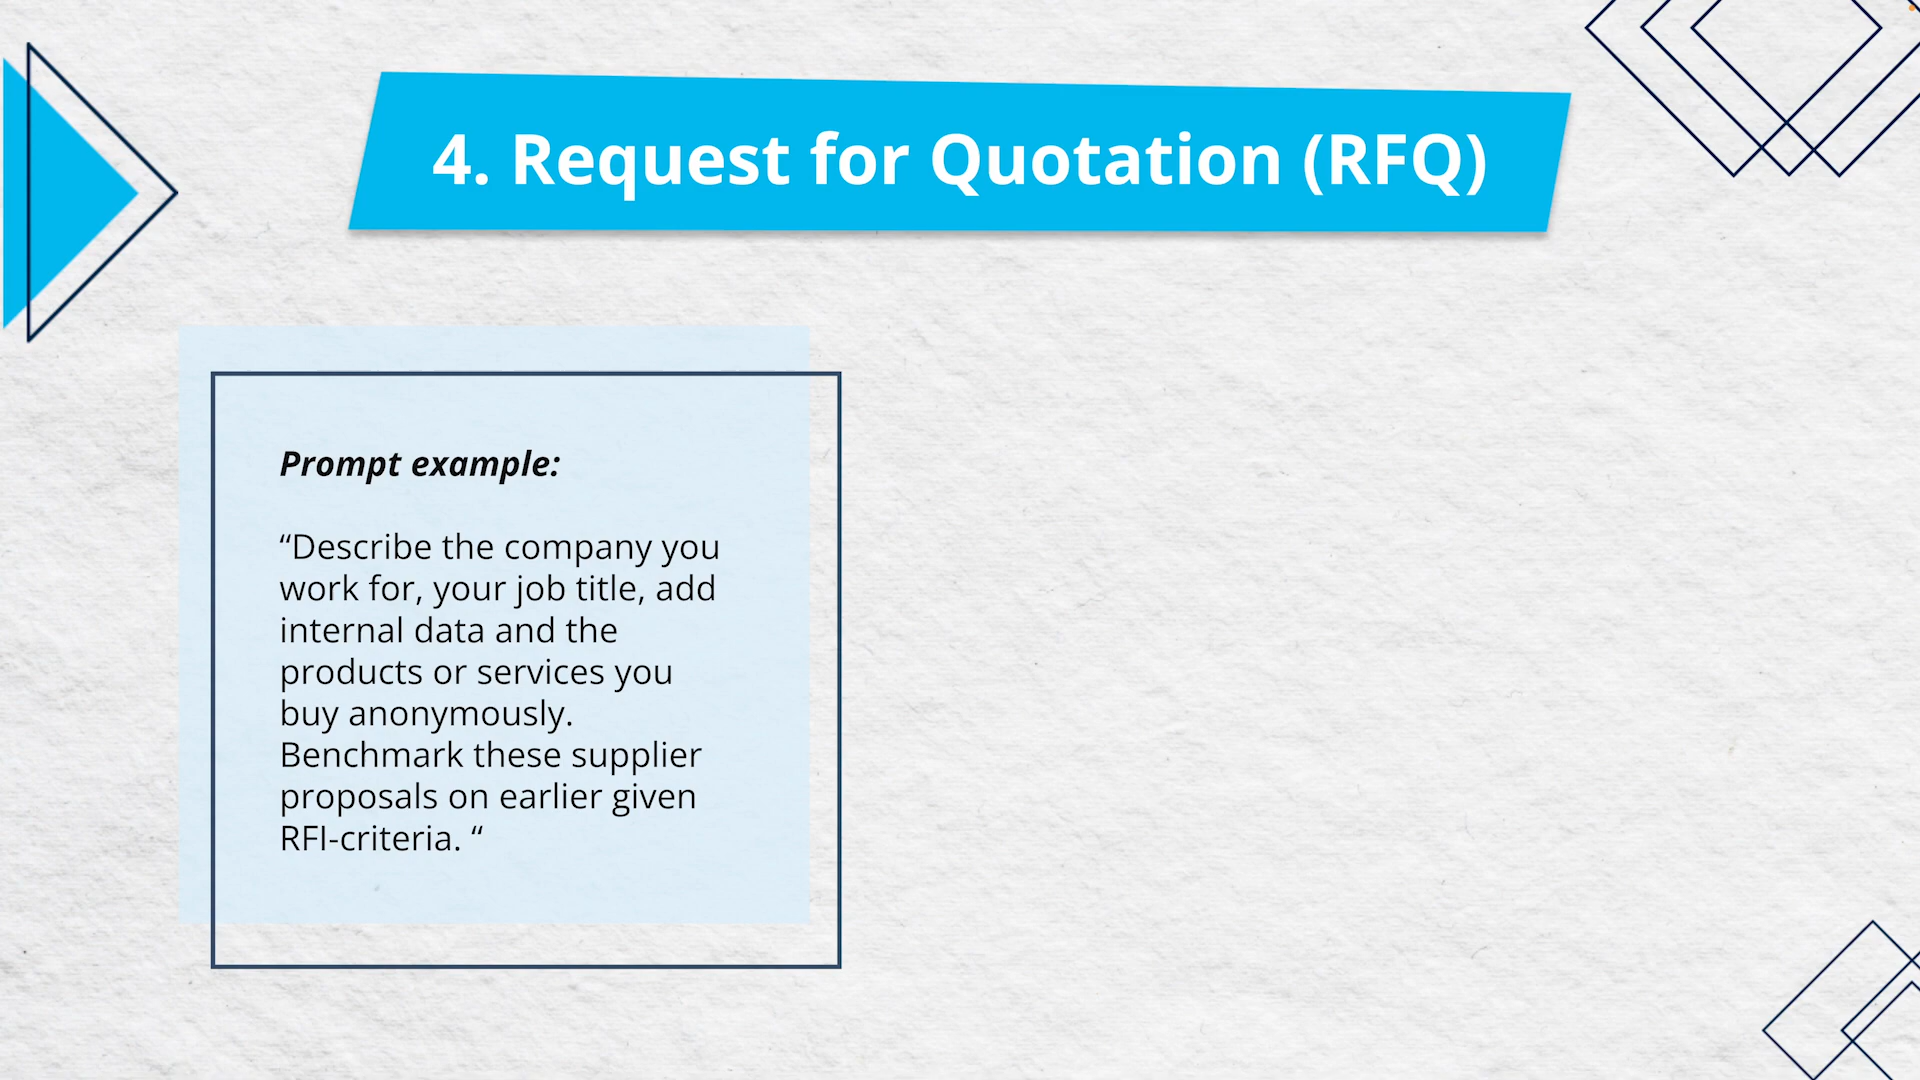 4. Request for Quotation (RFQ)
Prompt example:
“Describe the company you
work for, your job title, add
internal data and the
products or services you
buy anonymously.
Benchmark these supplier
proposals on earlier given
RFI-criteria. “